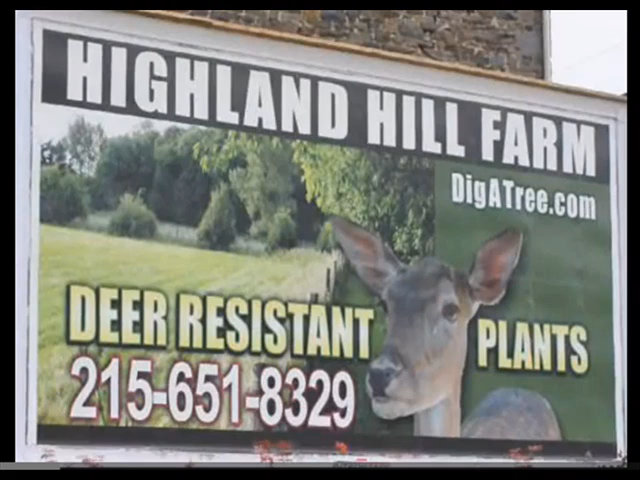 HIGHLAND HILL FARM
DigATree.com
DEER RESISTANT PLANTS
215-651-8329